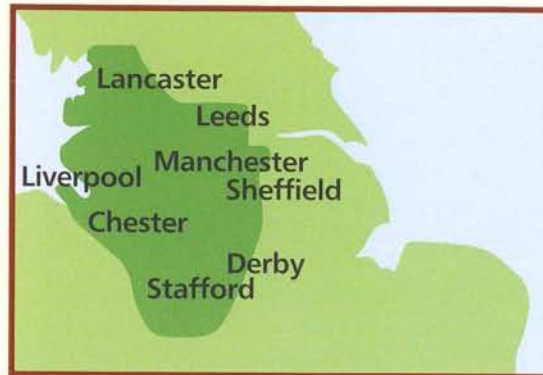 Lancaster
Leeds
Manchester
Liverpool
Sheffield
Chester
Derby
Stafford